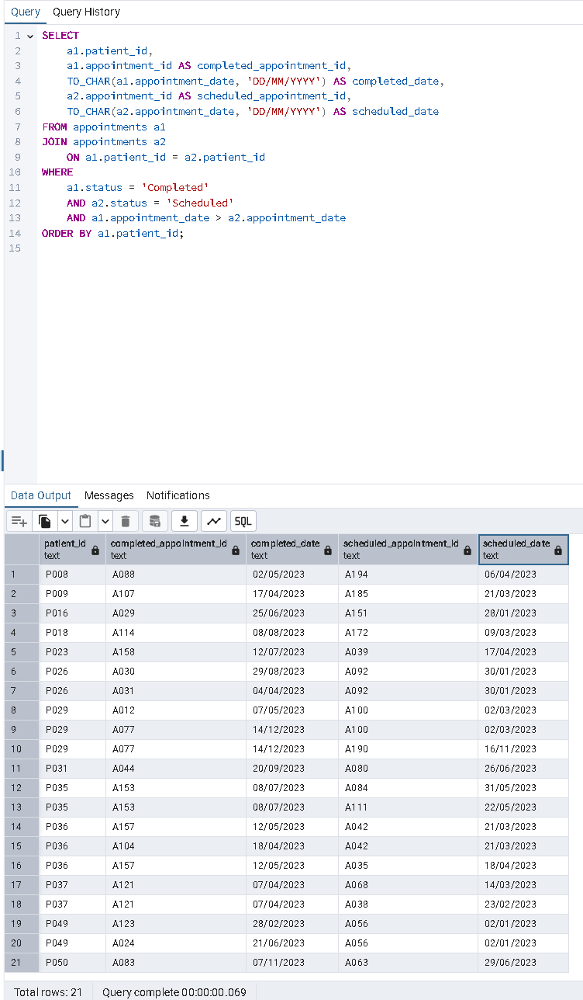 Query Query History
1 SELECT
2 a1.patient_id,
3 a1.appointment_id AS completed_appointment_id,
4 TO_CHAR(a1.appointment_date, 'DD/MM/YYYY') AS completed_date,
5 a2.appointment_id AS scheduled_appointment_id,
6 TO_CHAR(a2.appointment_date, 'DD/MM/YYYY') AS scheduled_date
7 FROM appointments a1
8 JOIN appointments a2
9 ON a1.patient_id = a2.patient_id
10 WHERE
11 a1.status = 'Completed'
12 AND a2.status = 'Scheduled'
13 AND a1.appointment_date > a2.appointment_date
14 ORDER BY a1.patient_id;
15
Data Output Messages Notifications
SQL
patient_id completed_appointment_id completed_date scheduled_appointment_id scheduled_date
text text text text text
1 P008 A088 02/05/2023 A194 06/04/2023
2 P009 A107 17/04/2023 A185 21/03/2023
3 P016 A029 25/06/2023 A151 28/01/2023
4 P018 A114 08/08/2023 A172 09/03/2023
5 P023 A158 12/07/2023 A039 17/04/2023
6 P026 A030 29/08/2023 A092 30/01/2023
7 P026 A031 04/04/2023 A092 30/01/2023
8 P029 A012 07/05/2023 A100 02/03/2023
9 P029 A077 14/12/2023 A100 02/03/2023
10 P029 A077 14/12/2023 A190 16/11/2023
11 P031 A044 20/09/2023 A080 26/06/2023
12 P035 A153 08/07/2023 A084 31/05/2023
13 P035 A153 08/07/2023 A111 22/05/2023
14 P036 A157 12/05/2023 A042 21/03/2023
15 P036 A104 18/04/2023 A042 21/03/2023
16 P036 A157 12/05/2023 A035 18/04/2023
17 P037 A121 07/04/2023 A068 14/03/2023
18 P037 A121 07/04/2023 A038 23/02/2023
19 P049 A123 28/02/2023 A056 02/01/2023
20 P049 A024 21/06/2023 A056 02/01/2023
21 P050 A083 07/11/2023 A063 29/06/2023
Total rows: 21 Query complete 00:00:00.069